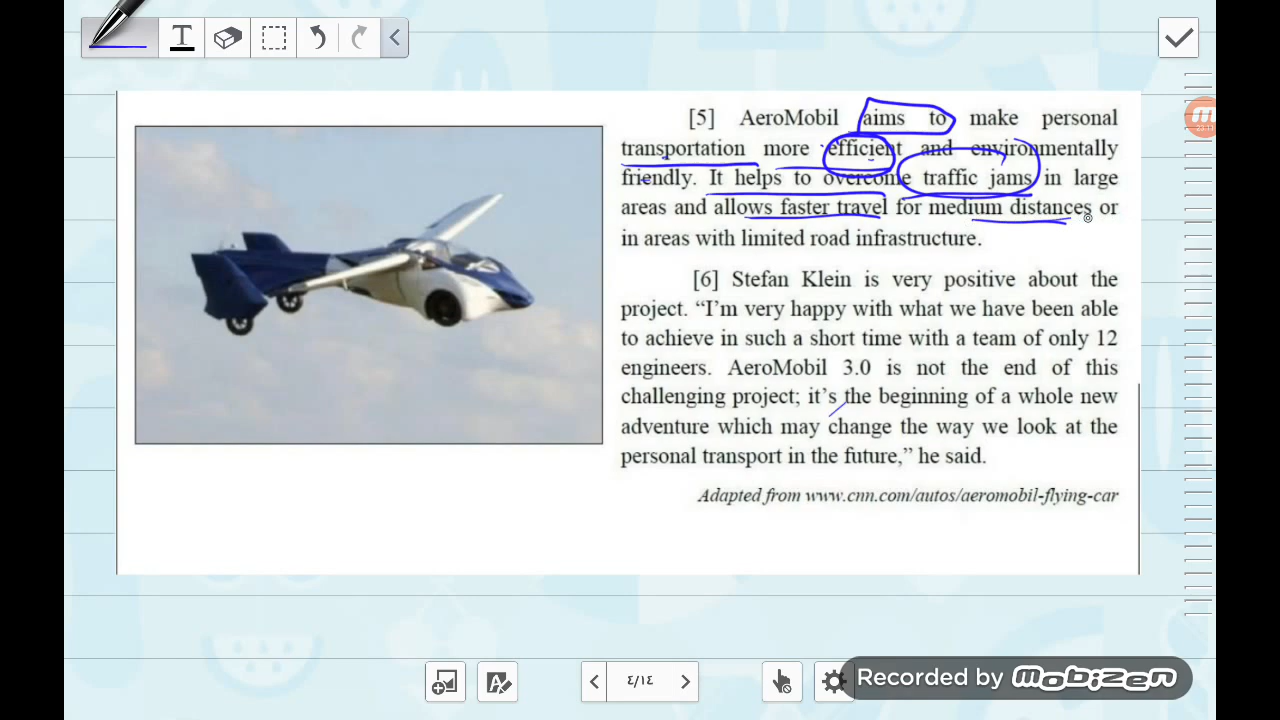 T
[5] AeroMobil aims to make personal
transportation more efficient and environmentally
friendly. It helps to overcome traffic jams in large
areas and allows faster travel for medium distances or
in areas with limited road infrastructure.
[6] Stefan Klein is very positive about the
project. “I’m very happy with what we have been able
to achieve in such a short time with a team of only 12
engineers. AeroMobil 3.0 is not the end of this
challenging project; it’s the beginning of a whole new
adventure which may change the way we look at the
personal transport in the future,” he said.
Adapted from www.cnn.com/autos/aeromobil-flying-car
٤/١٤
Recorded by mobizen